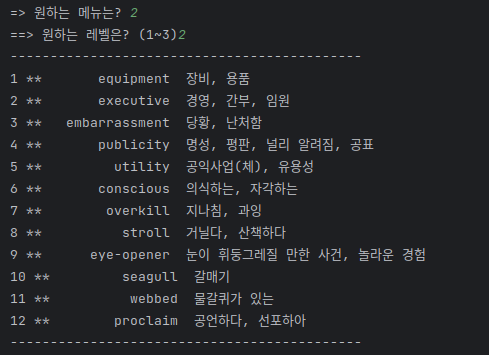 => 원하는 메뉴는? 2
==> 원하는 레벨은? (1~3)2
--------------------------------------------
1 ** equipment 장비, 용품
2 ** executive 경영, 간부, 임원
3 ** embarrassment 당황, 난처함
4 ** publicity 명성, 평판, 널리 알려짐, 공표
5 ** utility 공익사업(체), 유용성
6 ** conscious 의식하는, 자각하는
7 ** overkill 지나침, 과잉
8 ** stroll 거닐다, 산책하다
9 ** eye-opener 눈이 휘둥그레질 만한 사건, 놀라운 경험
10 ** seagull 갈매기
11 ** webbed 물갈퀴가 있는
12 ** proclaim 공언하다, 선포하아
--------------------------------------------